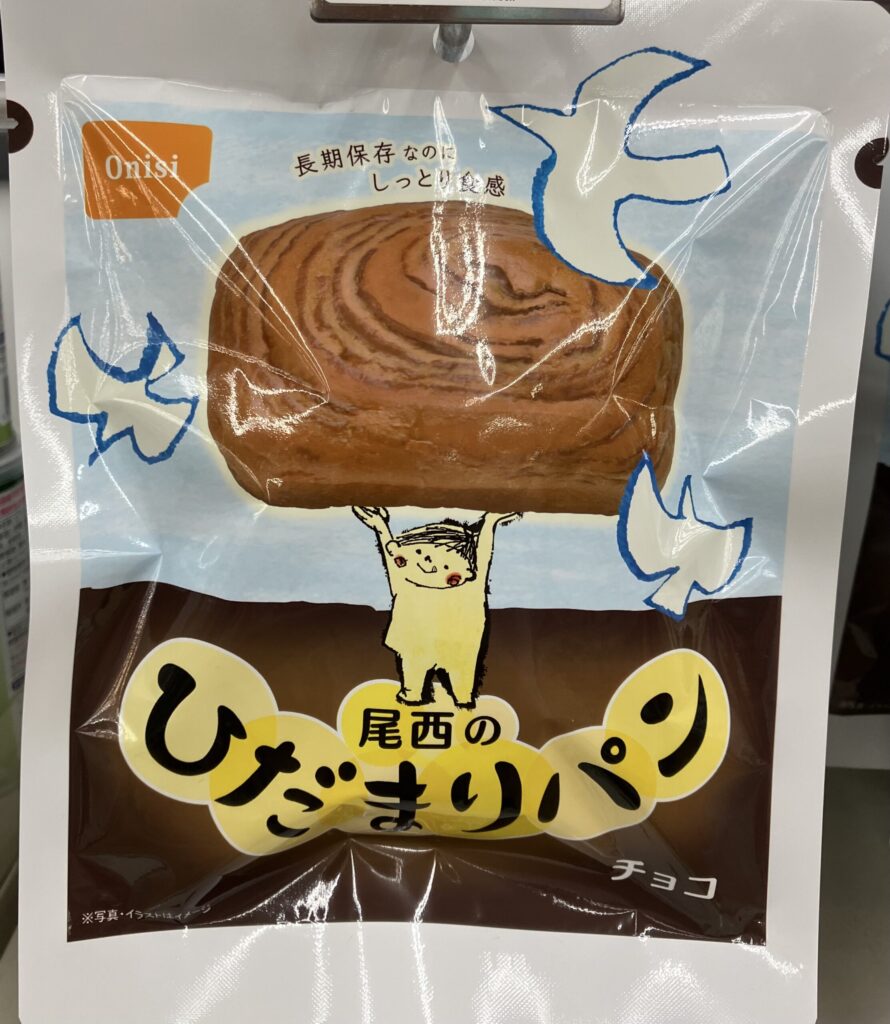 Onisi
長期保存なのに
しっとり食感
尾西の
ひだまりパン
チョコ
※写真・イラストはイメージ